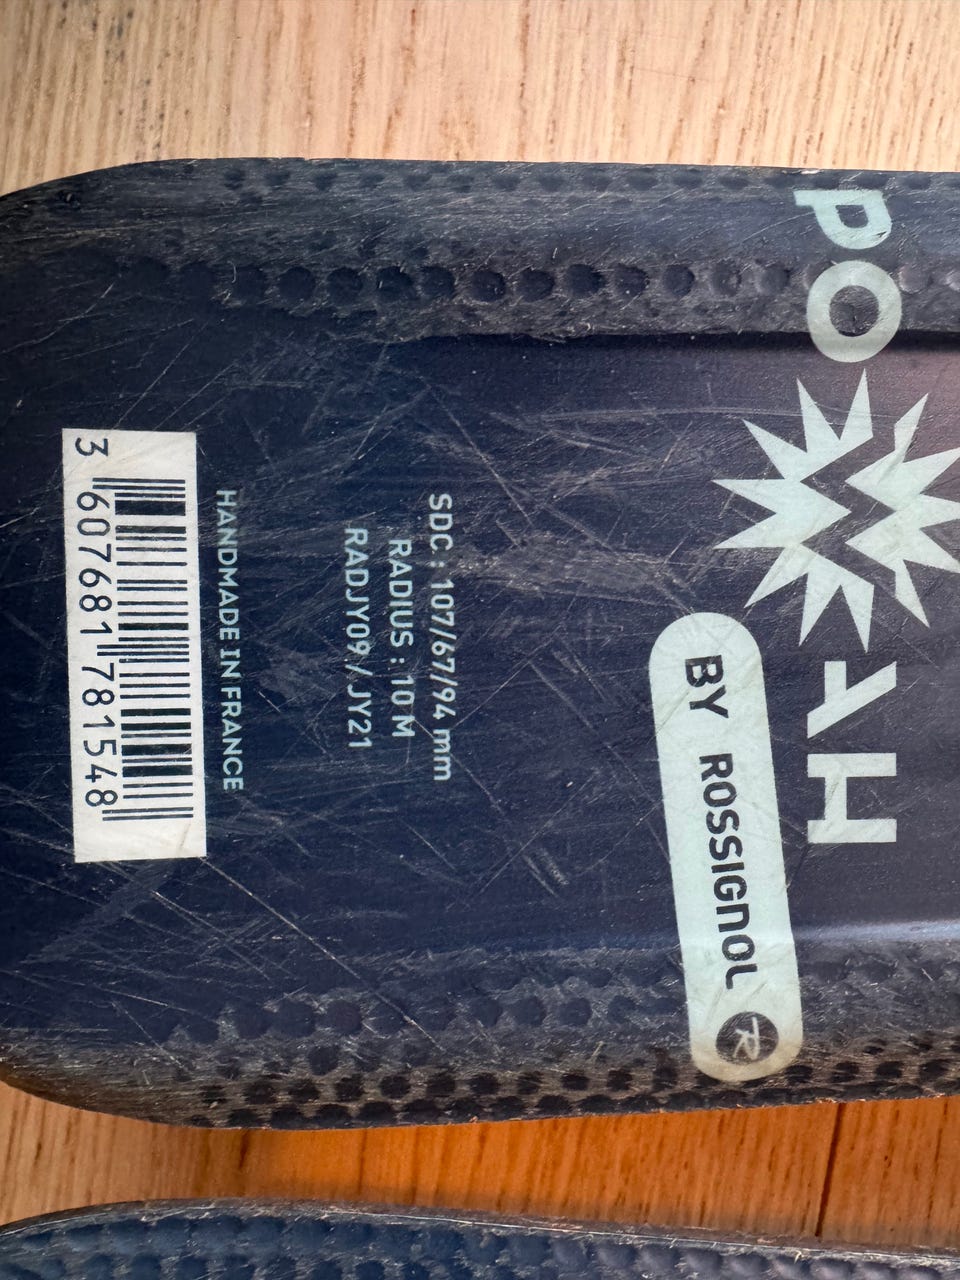 POWAH
BY ROSSIGNOL
R
SDC : 107/67/94 mm
RADIUS : 10 M
RADJY09 / JY21
HANDMADE IN FRANCE
3 607681 781548